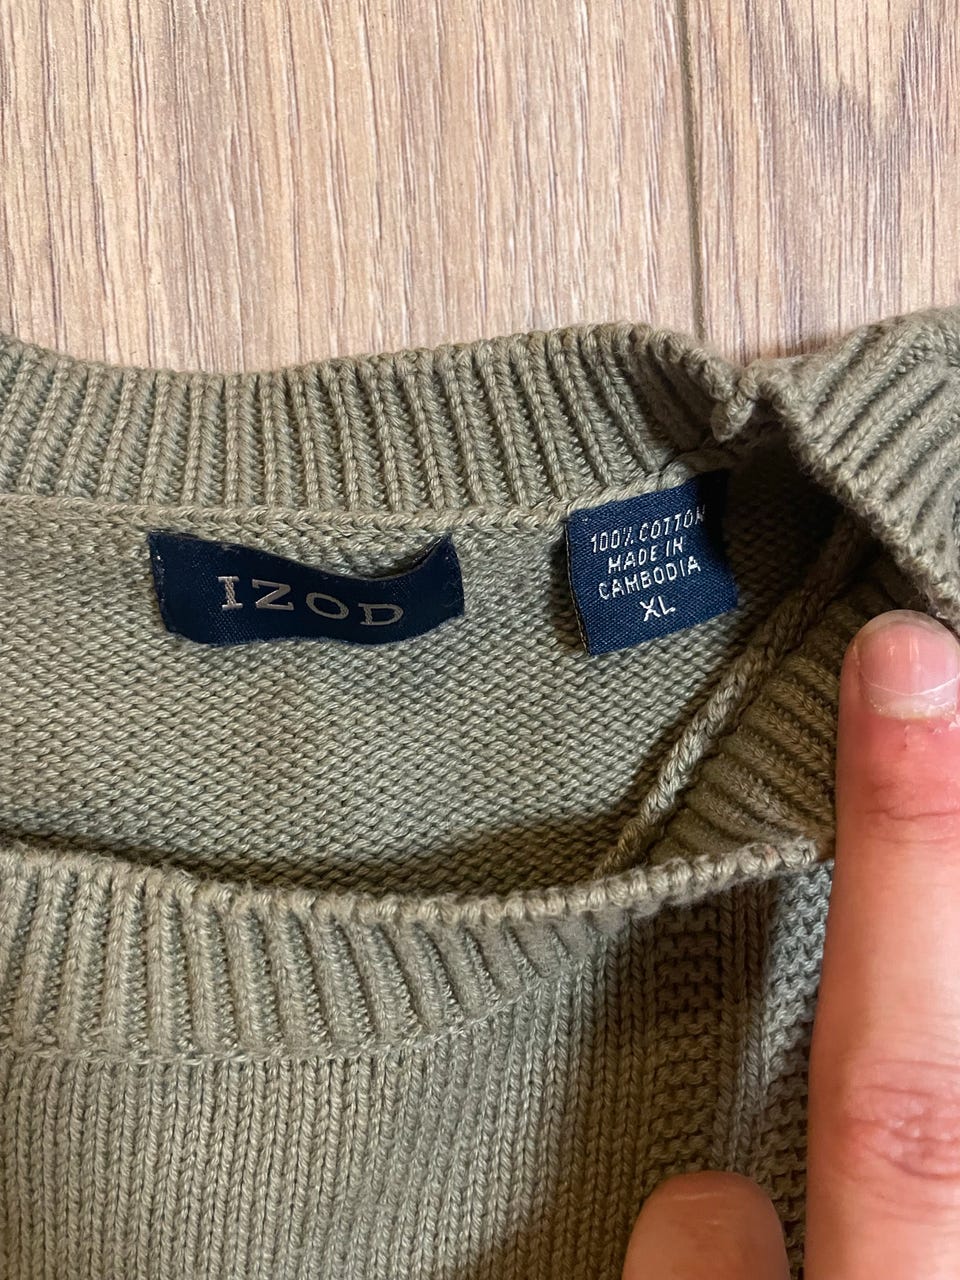 IZOD
100% COTTON
MADE IN
CAMBODIA
XL